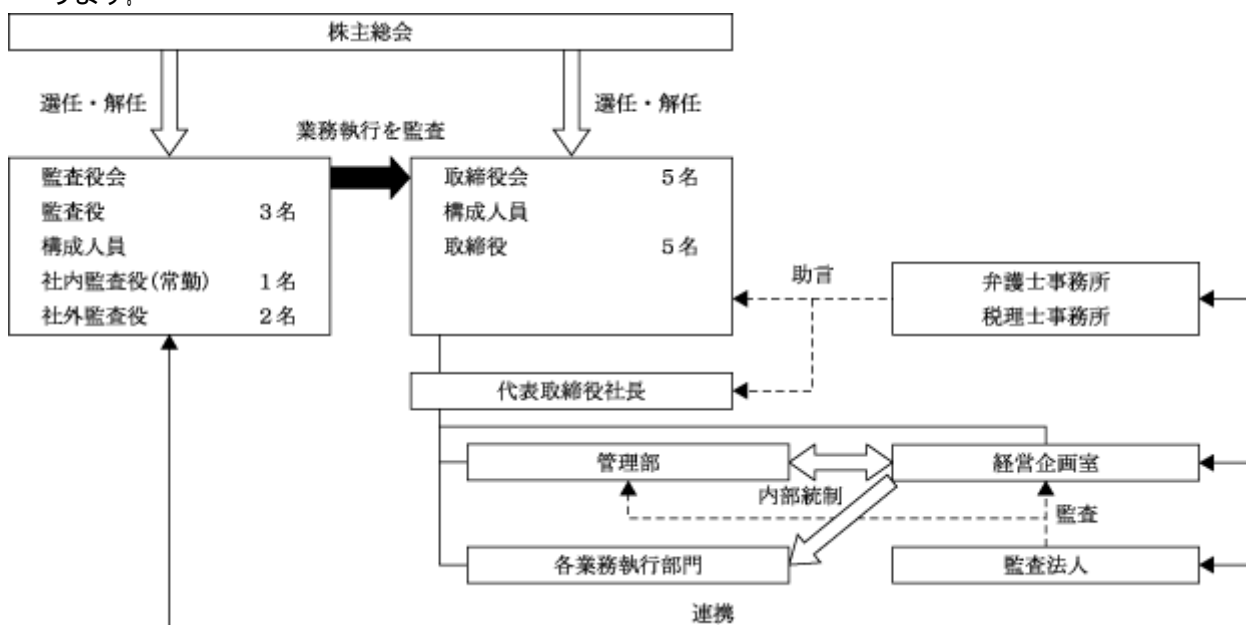 ります。
株主総会
選任・解任
選任・解任
業務執行を監査
監査役会
監査役 3名
構成人員
社内監査役(常勤) 1名
社外監査役 2名
取締役会 5名
構成人員
取締役 5名
助言
弁護士事務所
税理士事務所
代表取締役社長
管理部
経営企画室
内部統制
監査
各業務執行部門
監査法人
連携